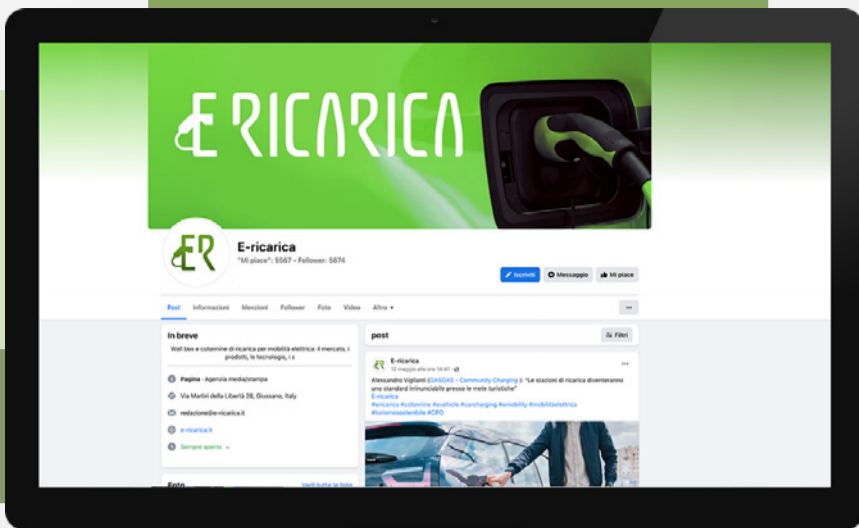 E RICARICA
ER
E-ricarica
"Mi piace": 5567 • Follower: 5674
Iscriviti
Messaggio
Mi piace
Post Informazioni Menzioni Follower Foto Video Altro
In breve
Wall box e colonnine di ricarica per mobilità elettrica: il mercato, i
prodotti, le tecnologie, i s
Pagina · Agenzia media/stampa
Via Martiri della Libertà 28, Giussano, Italy
redazione@e-ricarica.it
e-ricarica.it
Sempre aperto
Foto
Vedi tutte le foto
post
Filtri
ER
E-ricarica
12 maggio alle ore 14:41
Alessandro Vigilanti (GASGAS - Community Charging ): "Le stazioni di ricarica diventeranno
uno standard irrinunciabile presso le mete turistiche"
E-ricarica
#ericarica #colonnine #evehicle #carcharging #emobility #mobilitàelettrica
#turismosostenibile #CPO